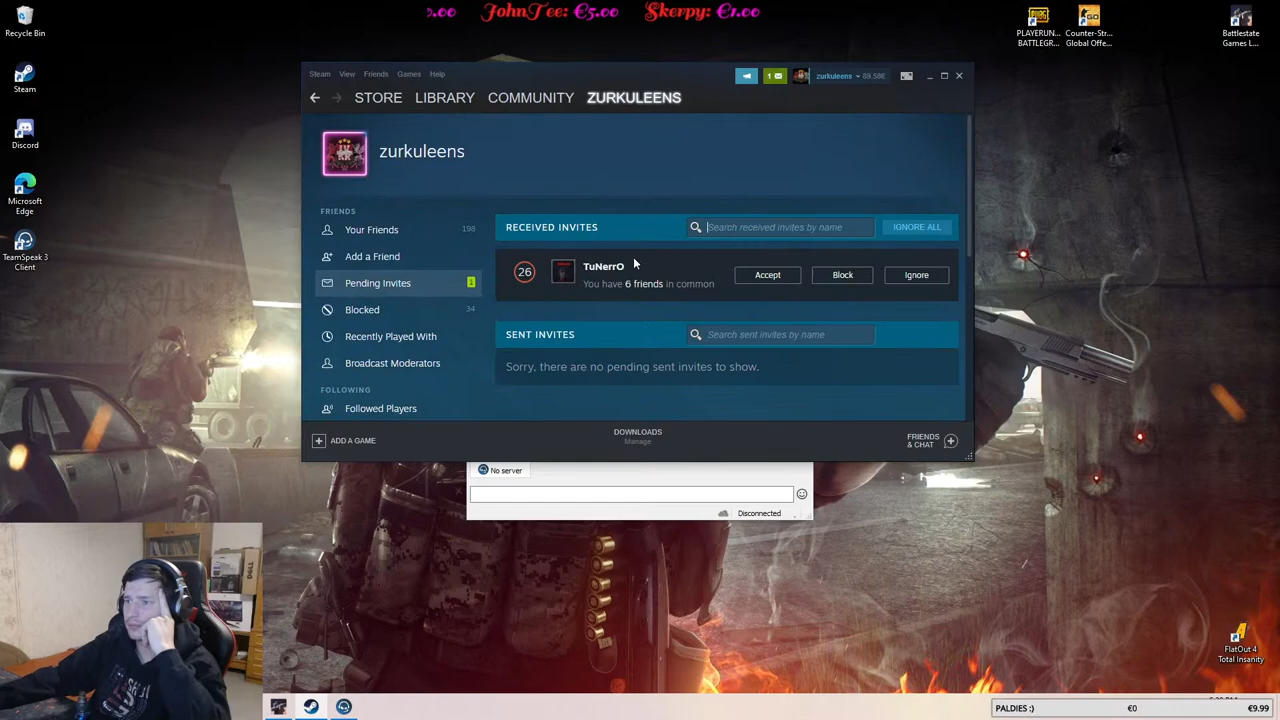 .00 JohnTee: €5.00 Skerpy: €1.00
Recycle Bin
Steam
Discord
Microsoft
Edge
TeamSpeak 3
Client
PLAYERUN...
BATTLEGR...
Counter-Str...
Global Offe...
Battlestate
Games L...
Steam View Friends Games Help
1
zurkuleens
STORE LIBRARY COMMUNITY ZURKULEENS
zurkuleens
FRIENDS
Your Friends 198
Add a Friend
Pending Invites 1
Blocked 34
Recently Played With
Broadcast Moderators
FOLLOWING
Followed Players
RECEIVED INVITES
Search received invites by name
IGNORE ALL
26
TuNerrO
You have 6 friends in common
Accept
Block
Ignore
SENT INVITES
Search sent invites by name
Sorry, there are no pending sent invites to show.
ADD A GAME
DOWNLOADS
Manage
FRIENDS
& CHAT
No server
Disconnected
DELL
FlatOut 4
Total Insanity
PALDIES :) €0 €9.99